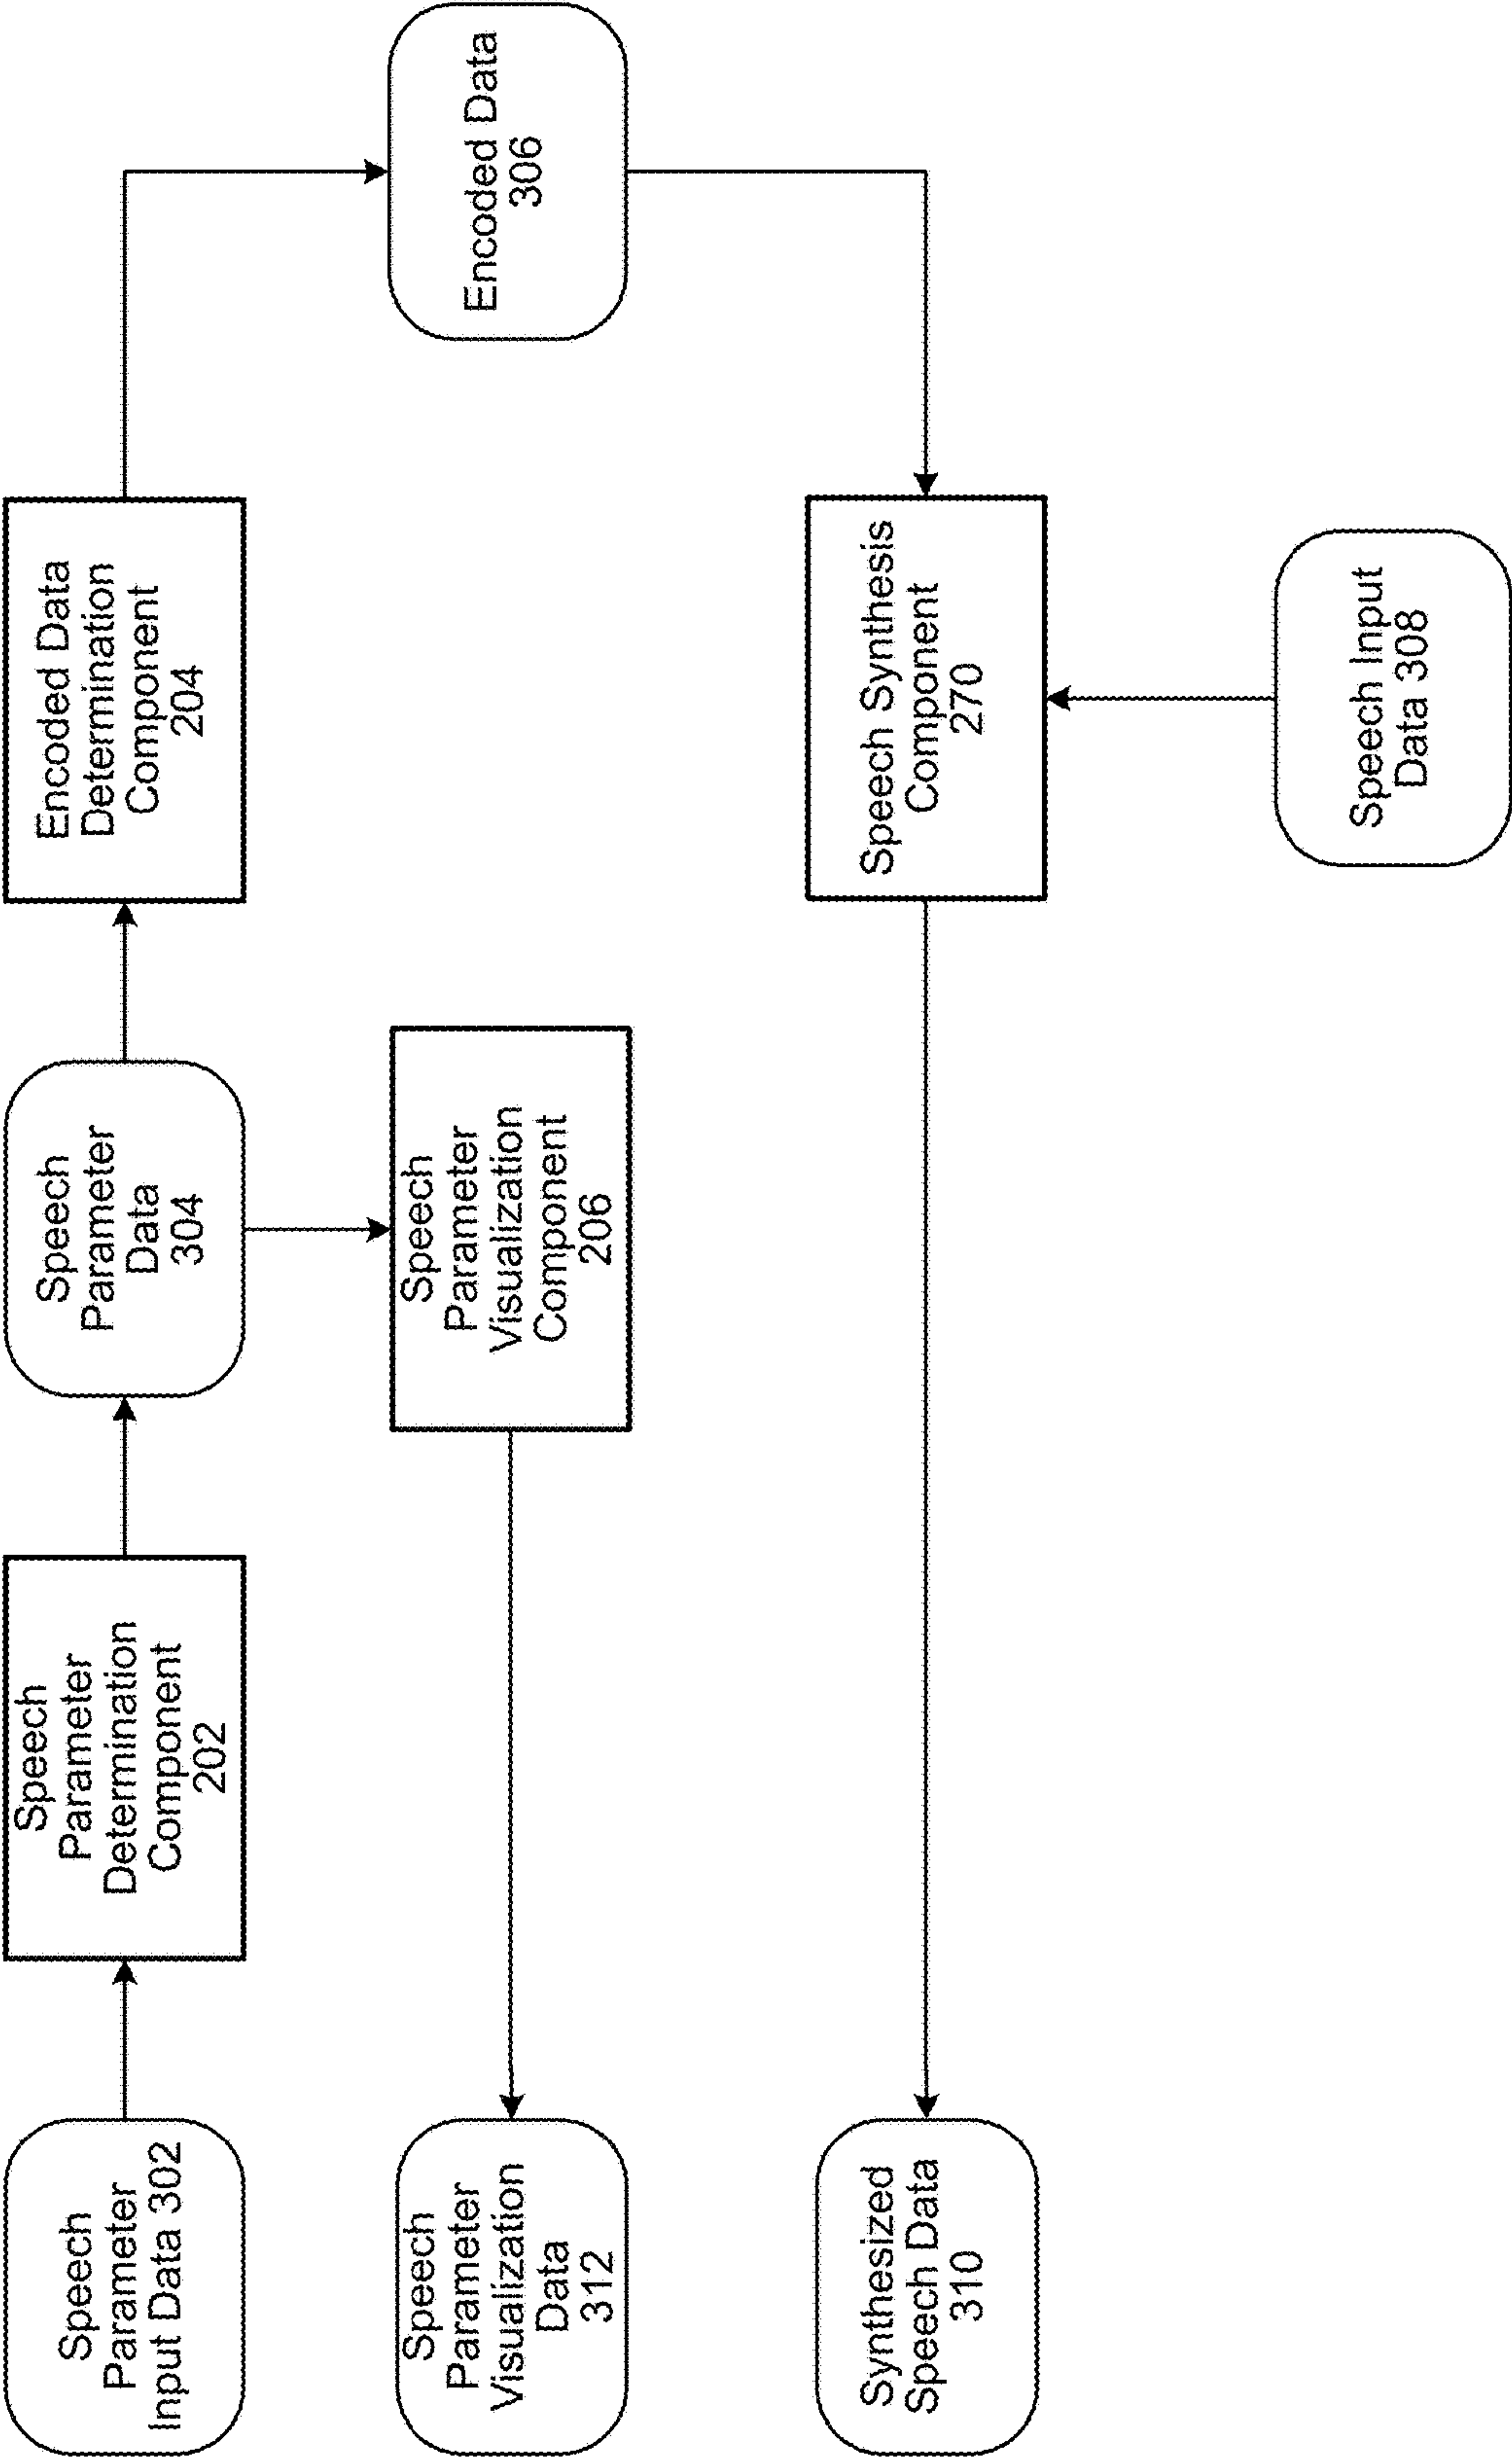 Speech
Parameter
Input Data 302
Speech
Parameter
Determination
Component
202
Speech
Parameter
Data
304
Encoded Data
Determination
Component
204
Speech
Parameter
Visualization
Data
312
Speech
Parameter
Visualization
Component
206
Encoded Data
306
Synthesized
Speech Data
310
Speech Synthesis
Component
270
Speech Input
Data 308